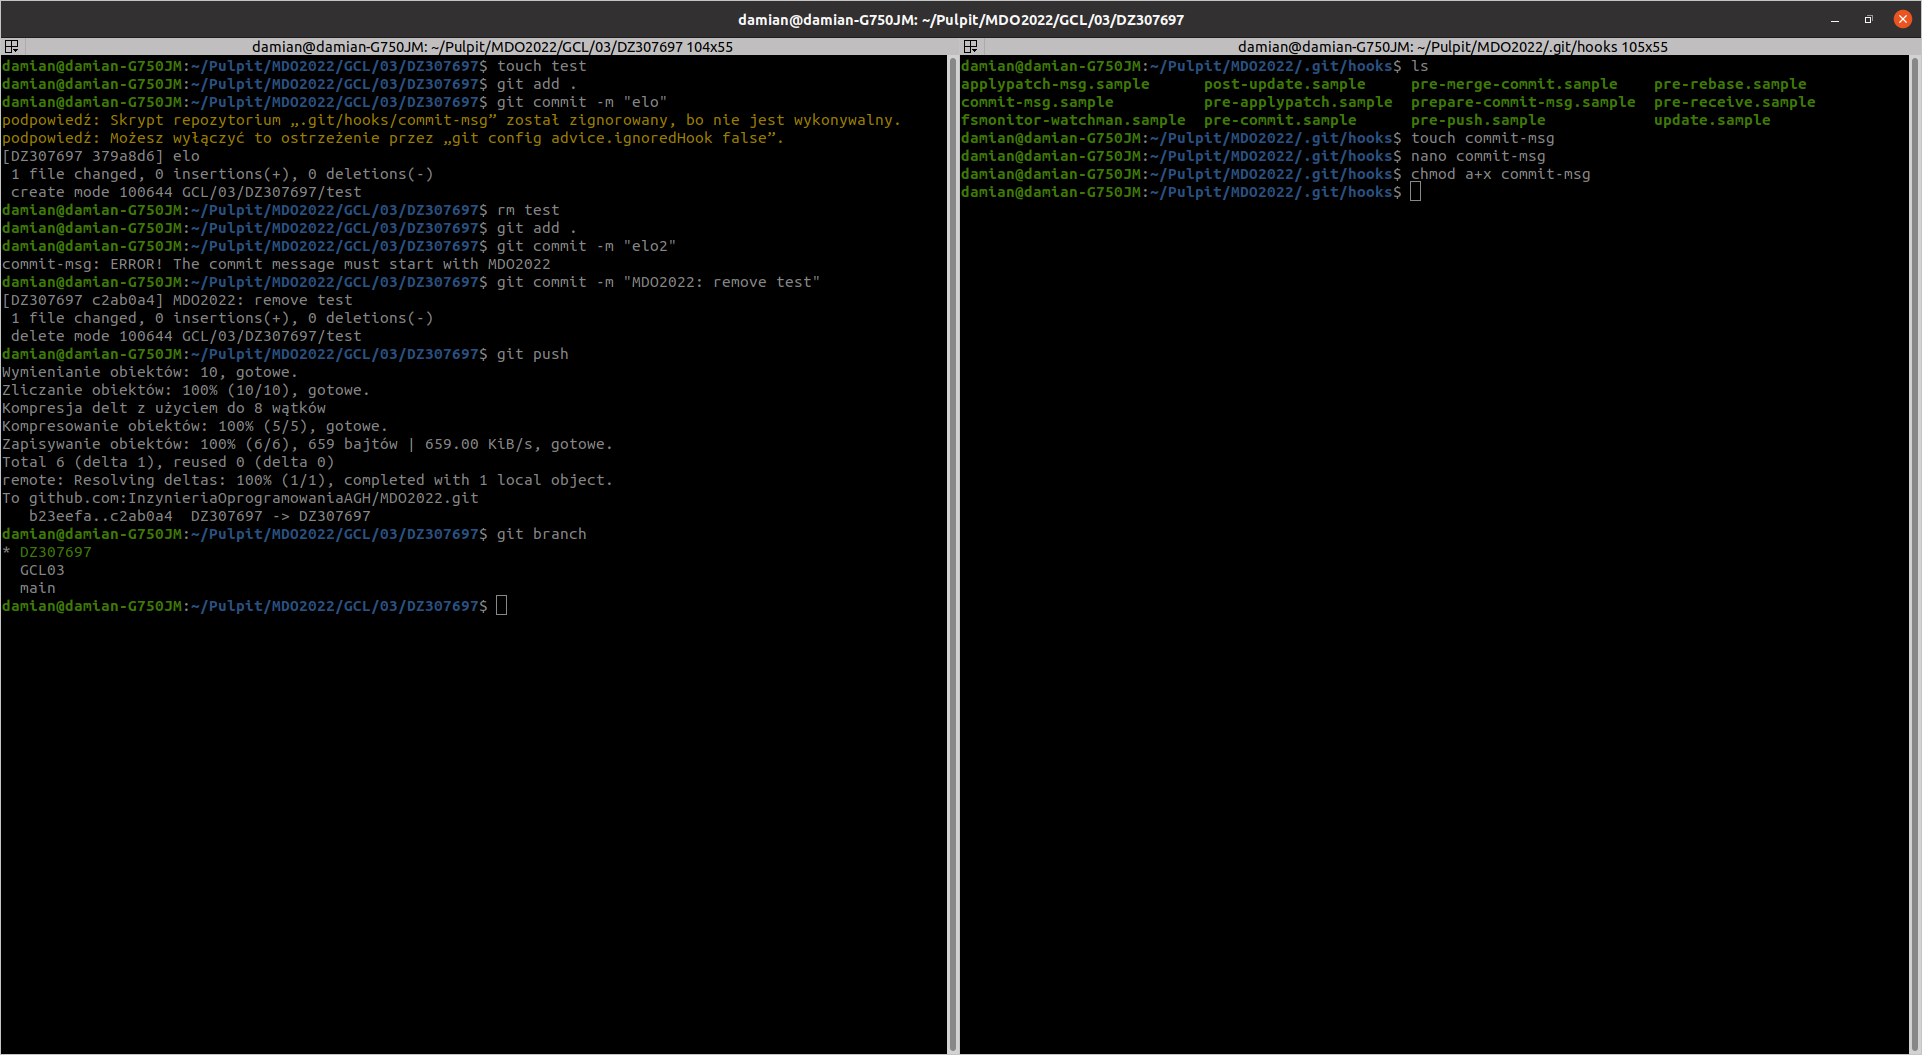 damian@damian-G750JM: ~/Pulpit/MDO2022/GCL/03/DZ307697
damian@damian-G750JM: ~/Pulpit/MDO2022/GCL/03/DZ307697 104x55
damian@damian-G750JM:~/Pulpit/MDO2022/GCL/03/DZ307697$ touch test
damian@damian-G750JM:~/Pulpit/MDO2022/GCL/03/DZ307697$ git add .
damian@damian-G750JM:~/Pulpit/MDO2022/GCL/03/DZ307697$ git commit -m "elo"
podpowiedź: Skrypt repozytorium „.git/hooks/commit-msg” został zignorowany, bo nie jest wykonywalny.
podpowiedź: Możesz wyłączyć to ostrzeżenie przez „git config advice.ignoredHook false”.
[DZ307697 379a8d6] elo
 1 file changed, 0 insertions(+), 0 deletions(-)
 create mode 100644 GCL/03/DZ307697/test
damian@damian-G750JM:~/Pulpit/MDO2022/GCL/03/DZ307697$ rm test
damian@damian-G750JM:~/Pulpit/MDO2022/GCL/03/DZ307697$ git add .
damian@damian-G750JM:~/Pulpit/MDO2022/GCL/03/DZ307697$ git commit -m "elo2"
commit-msg: ERROR! The commit message must start with MDO2022
damian@damian-G750JM:~/Pulpit/MDO2022/GCL/03/DZ307697$ git commit -m "MDO2022: remove test"
[DZ307697 c2ab0a4] MDO2022: remove test
 1 file changed, 0 insertions(+), 0 deletions(-)
 delete mode 100644 GCL/03/DZ307697/test
damian@damian-G750JM:~/Pulpit/MDO2022/GCL/03/DZ307697$ git push
Wymienianie obiektów: 10, gotowe.
Zliczanie obiektów: 100% (10/10), gotowe.
Kompresja delt z użyciem do 8 wątków
Kompresowanie obiektów: 100% (5/5), gotowe.
Zapisywanie obiektów: 100% (6/6), 659 bajtów | 659.00 KiB/s, gotowe.
Total 6 (delta 1), reused 0 (delta 0)
remote: Resolving deltas: 100% (1/1), completed with 1 local object.
To github.com:InzynieriaOprogramowaniaAGH/MDO2022.git
   b23eefa..c2ab0a4  DZ307697 -> DZ307697
damian@damian-G750JM:~/Pulpit/MDO2022/GCL/03/DZ307697$ git branch
* DZ307697
  GCL03
  main
damian@damian-G750JM:~/Pulpit/MDO2022/GCL/03/DZ307697$
damian@damian-G750JM: ~/Pulpit/MDO2022/.git/hooks 105x55
damian@damian-G750JM:~/Pulpit/MDO2022/.git/hooks$ ls
applypatch-msg.sample      post-update.sample     pre-merge-commit.sample    pre-rebase.sample
commit-msg.sample          pre-applypatch.sample  prepare-commit-msg.sample  pre-receive.sample
fsmonitor-watchman.sample  pre-commit.sample      pre-push.sample            update.sample
damian@damian-G750JM:~/Pulpit/MDO2022/.git/hooks$ touch commit-msg
damian@damian-G750JM:~/Pulpit/MDO2022/.git/hooks$ nano commit-msg
damian@damian-G750JM:~/Pulpit/MDO2022/.git/hooks$ chmod a+x commit-msg
damian@damian-G750JM:~/Pulpit/MDO2022/.git/hooks$